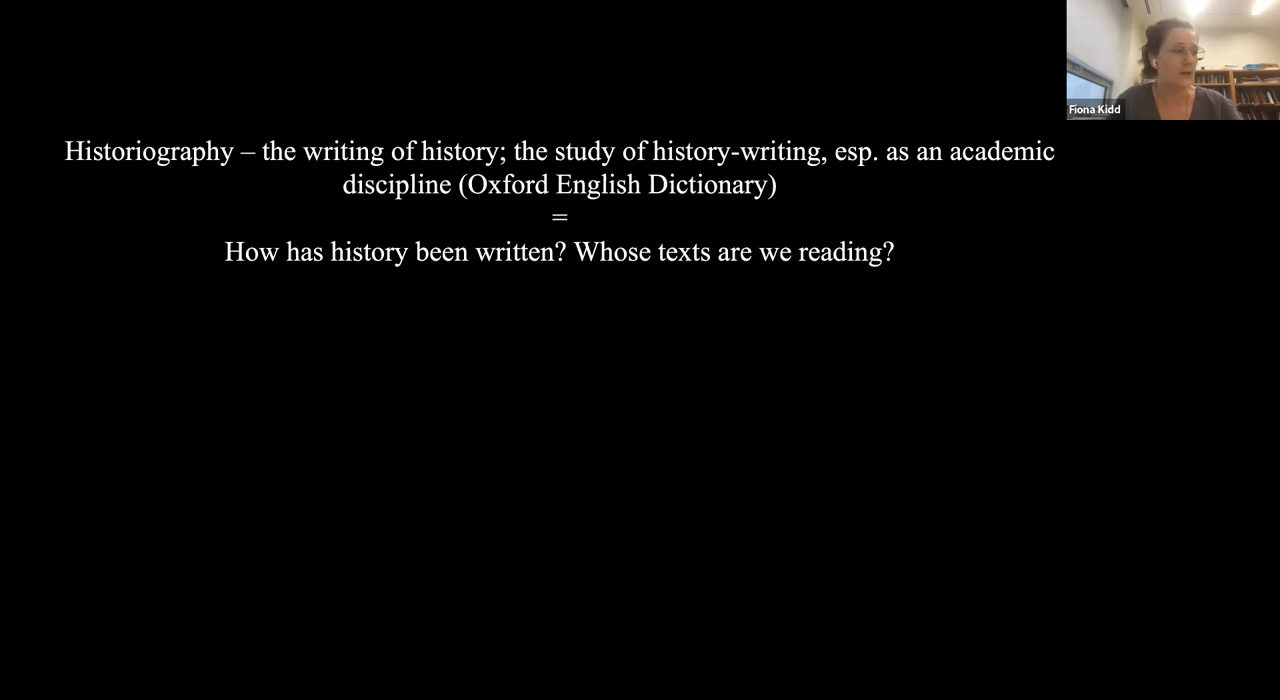 Historiography – the writing of history; the study of history-writing, esp. as an academic
discipline (Oxford English Dictionary)
=
How has history been written? Whose texts are we reading?
Fiona Kidd